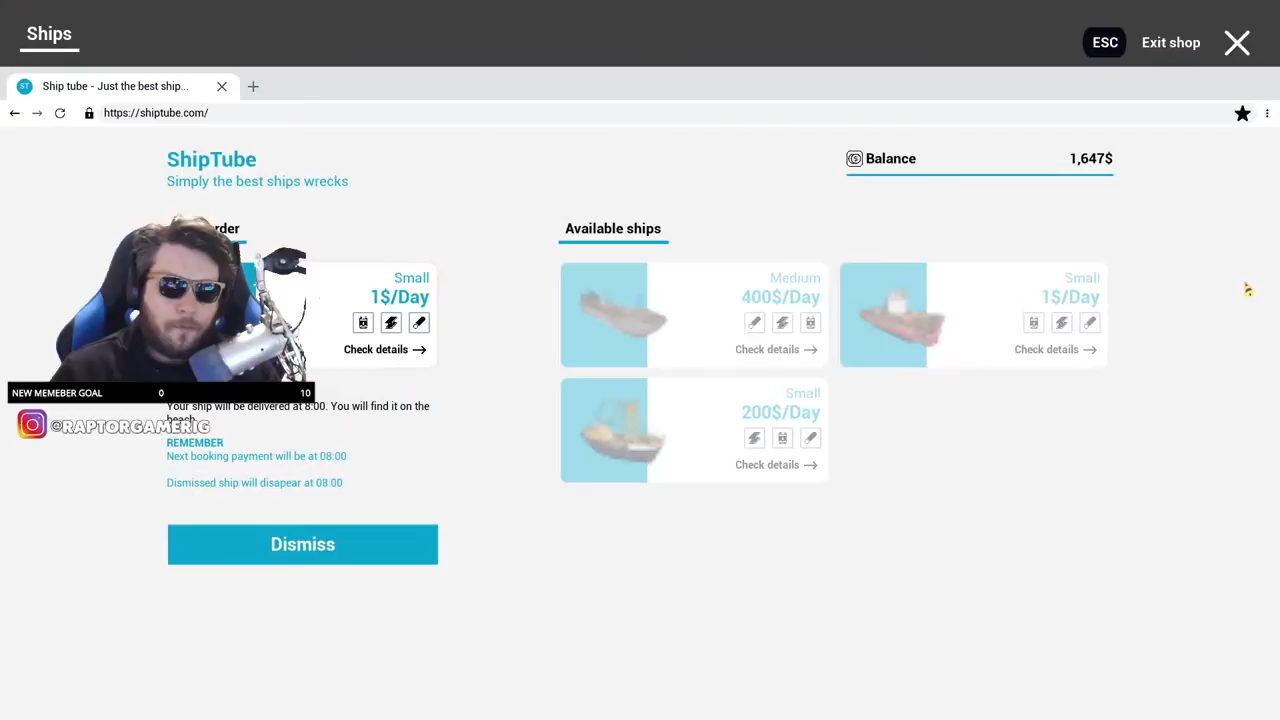 Ships
ESC Exit shop
ST Ship tube - Just the best ship...
https://shiptube.com/
ShipTube
Simply the best ships wrecks
Balance 1,647$
Available ships
Small
1$/Day
Check details
Medium
400$/Day
Check details
Small
1$/Day
Check details
Small
200$/Day
Check details
NEW MEMEBER GOAL 0 10
@RAPTORGAMERIG
Your ship will be delivered at 8:00. You will find it on the
REMEMBER
Next booking payment will be at 08:00
Dismissed ship will disapear at 08:00
Dismiss